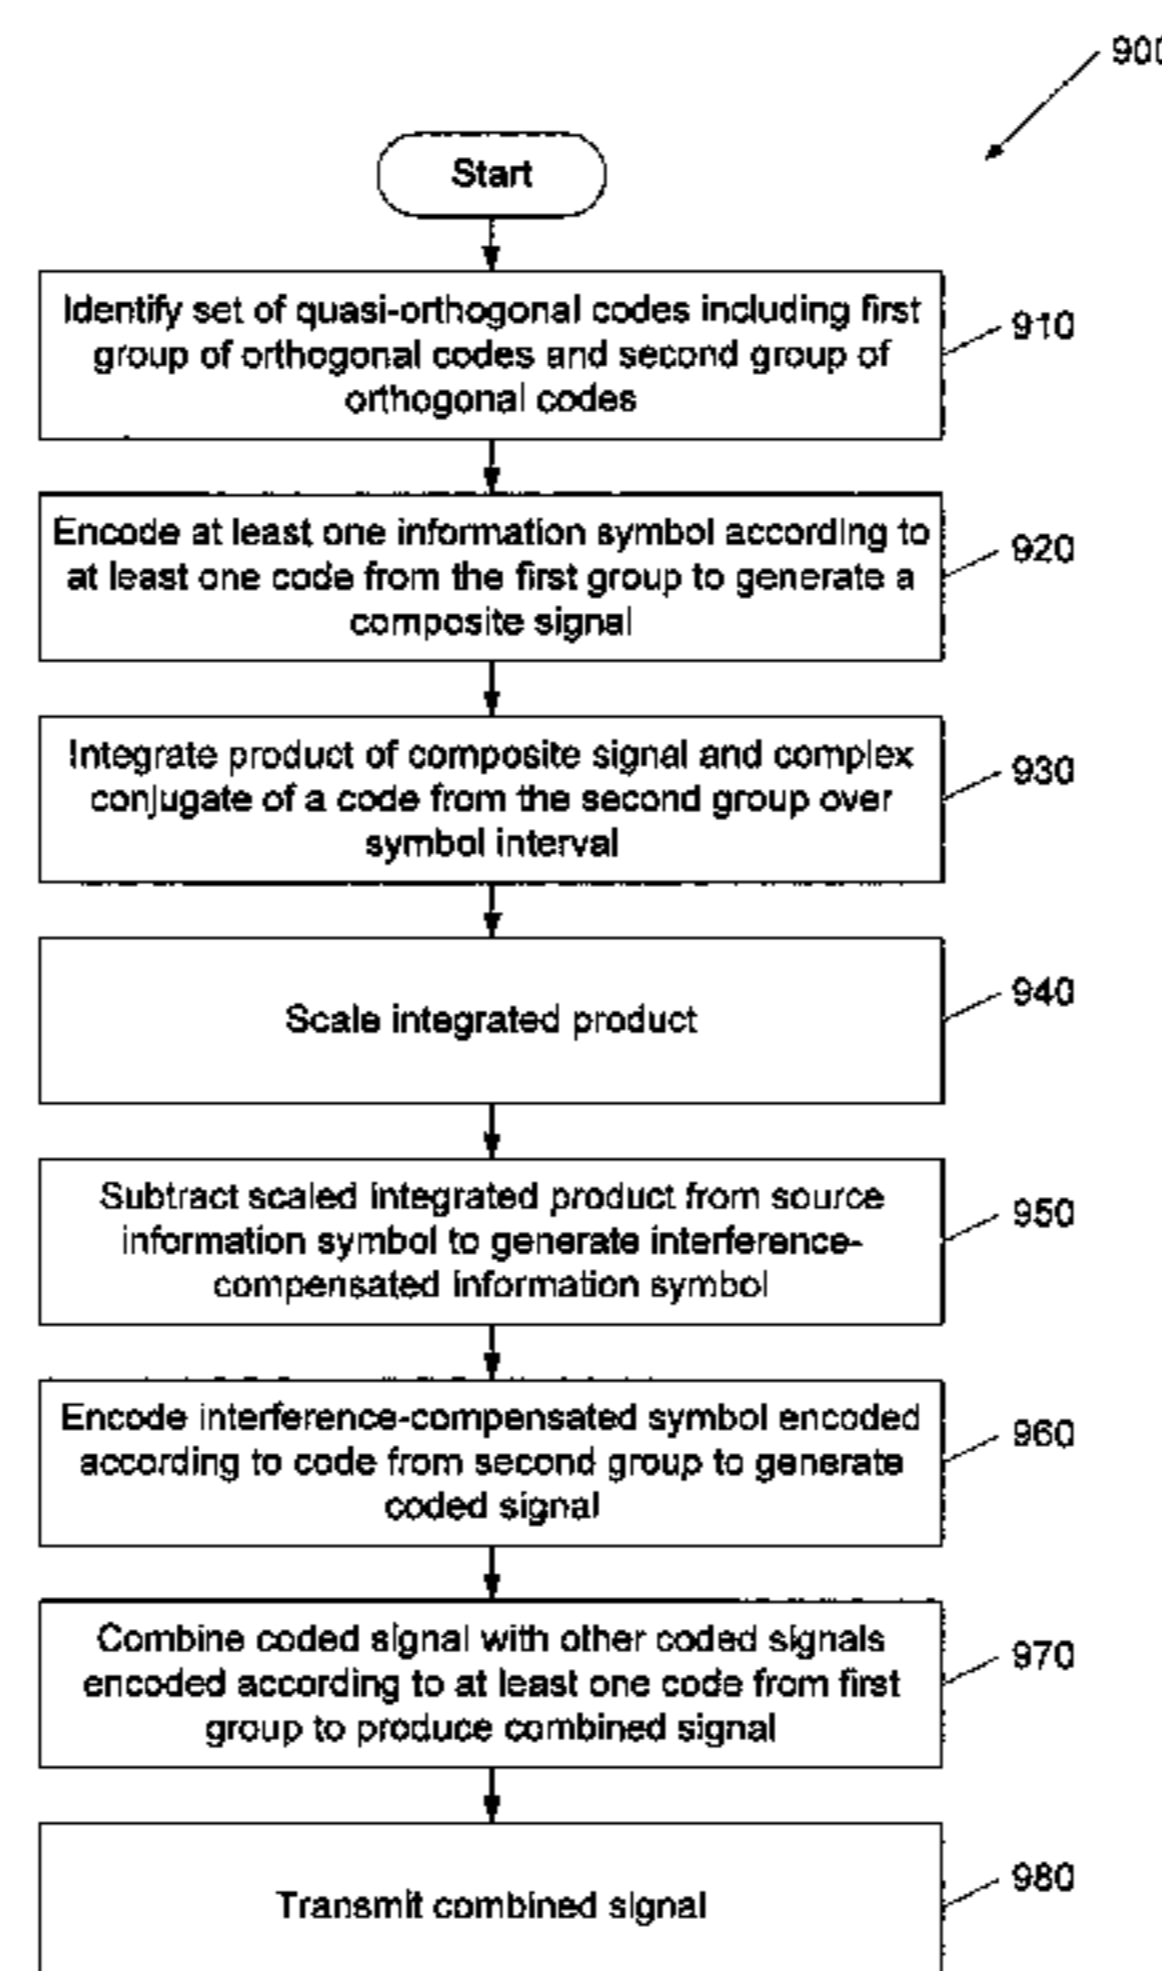 900
Start
Identify set of quasi-orthogonal codes including first
group of orthogonal codes and second group of
orthogonal codes
910
Encode at least one information symbol according to
at least one code from the first group to generate a
composite signal
920
Integrate product of composite signal and complex
conjugate of a code from the second group over
symbol interval
930
Scale integrated product
940
Subtract scaled integrated product from source
information symbol to generate interference-
compensated information symbol
950
Encode interference-compensated symbol encoded
according to code from second group to generate
coded signal
960
Combine coded signal with other coded signals
encoded according to at least one code from first
group to produce combined signal
970
Transmit combined signal
980